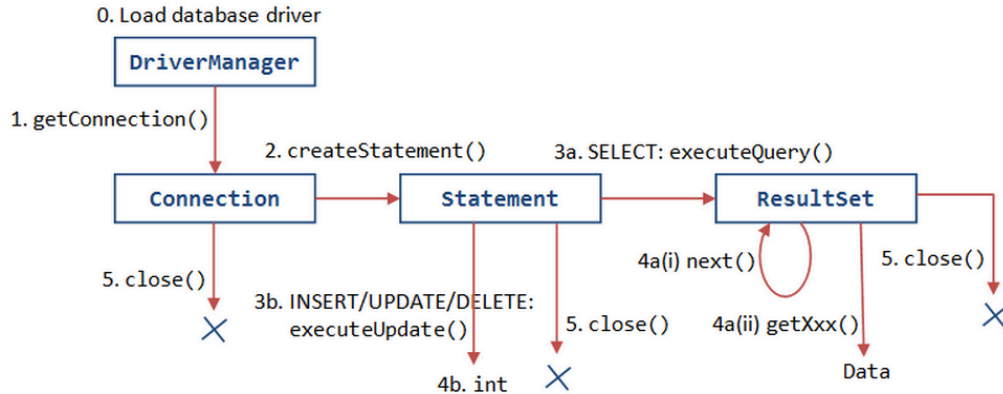 0. Load database driver
DriverManager
1. getConnection()
2. createStatement()
3a. SELECT: executeQuery()
Connection
Statement
ResultSet
5. close()
3b. INSERT/UPDATE/DELETE:
executeUpdate()
4b. int
5. close()
4a(i) next()
4a(ii) getXxx()
Data
5. close()